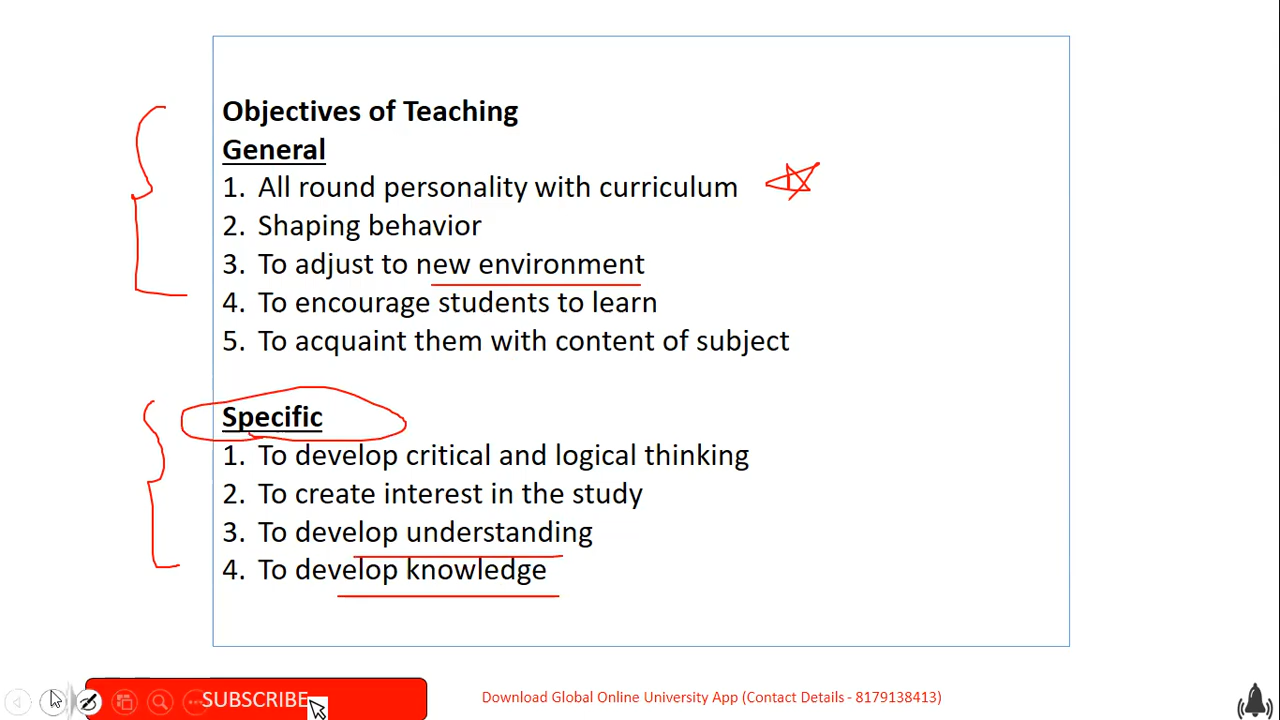 Objectives of Teaching
General
1. All round personality with curriculum
2. Shaping behavior
3. To adjust to new environment
4. To encourage students to learn
5. To acquaint them with content of subject
Specific
1. To develop critical and logical thinking
2. To create interest in the study
3. To develop understanding
4. To develop knowledge
SUBSCRIBE
Download Global Online University App (Contact Details - 8179138413)